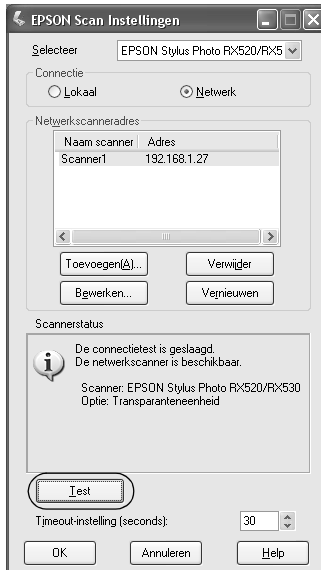 EPSON Scan Instellingen
Selecteer EPSON Stylus Photo RX520/RX5
Connectie
Lokaal Netwerk
Netwerkscanneradres
Naam scanner Adres
Scanner1 192.168.1.27
Toevoegen(A)... Verwijder
Bewerken... Vernieuwen
Scannerstatus
De connectietest is geslaagd.
De netwerkscanner is beschikbaar.
Scanner: EPSON Stylus Photo RX520/RX530
Optie: Transparanteneenheid
Test
Timeout-instelling (seconds): 30
OK Annuleren Help